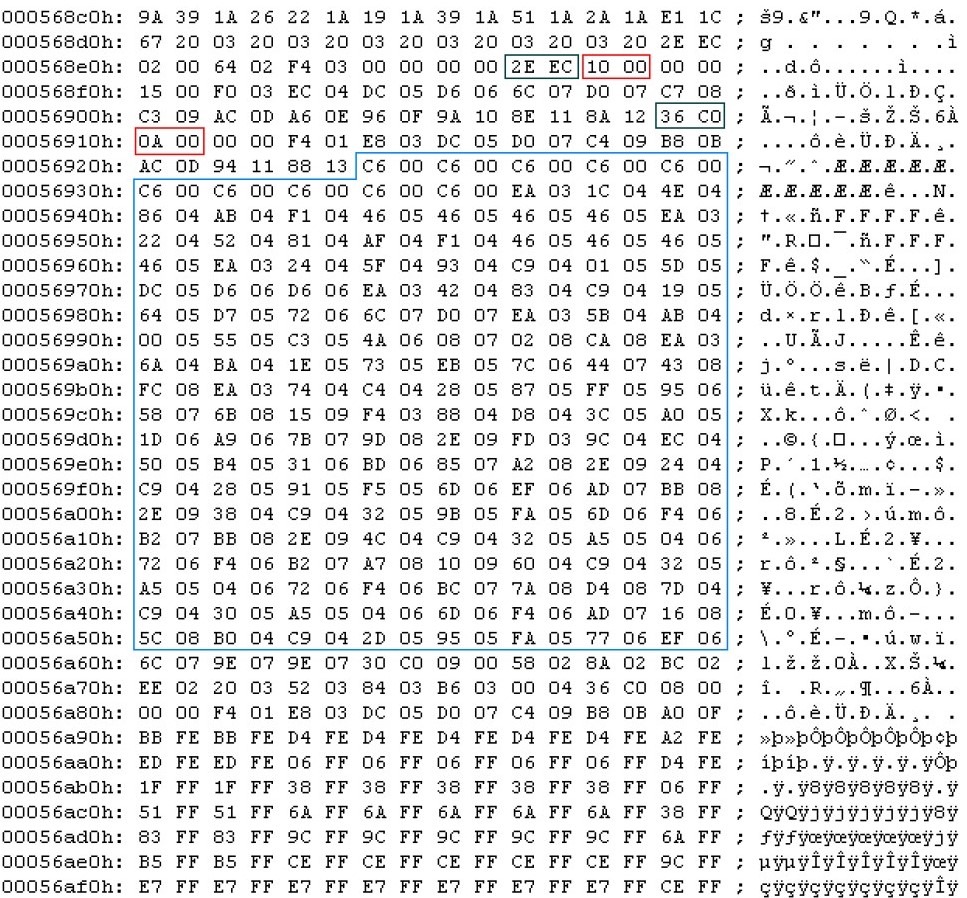 000568c0h: 9A 39 1A 26 22 1A 19 1A 39 1A 51 1A 2A 1A E1 1C ; š9.&"...9.Q.*.á.
000568d0h: 67 20 03 20 03 20 03 20 03 20 03 20 03 20 2E EC ; g . . . . . .ì
000568e0h: 02 00 64 02 F4 03 00 00 00 00 2E EC 10 00 00 00 ; ..d.ô......ì....
000568f0h: 15 00 F0 03 EC 04 DC 05 D6 06 6C 07 D0 07 C7 08 ; ..ð.ì.Ü.Ö.l.Ð.Ç.
00056900h: C3 09 AC 0D A6 0E 96 0F 9A 10 8E 11 8A 12 36 C0 ; Ã.¬.¦.–.š.Ž.Š.6À
00056910h: 0A 00 00 00 F4 01 E8 03 DC 05 D0 07 C4 09 B8 0B ; ....ô.è.Ü.Ð.Ä.¸.
00056920h: AC 0D 94 11 88 13 C6 00 C6 00 C6 00 C6 00 C6 00 ; ¬.”.ˆ.Æ.Æ.Æ.Æ.Æ.
00056930h: C6 00 C6 00 C6 00 C6 00 C6 00 EA 03 1C 04 4E 04 ; Æ.Æ.Æ.Æ.Æ.ê...N.
00056940h: 86 04 AB 04 F1 04 46 05 46 05 46 05 46 05 EA 03 ; †.«.ñ.F.F.F.F.ê.
00056950h: 22 04 52 04 81 04 AF 04 F1 04 46 05 46 05 46 05 ; ".R.□.¯.ñ.F.F.F.
00056960h: 46 05 EA 03 24 04 5F 04 93 04 C9 04 01 05 5D 05 ; F.ê.$._.“.É...].
00056970h: DC 05 D6 06 D6 06 EA 03 42 04 83 04 C9 04 19 05 ; Ü.Ö.Ö.ê.B.ƒ.É...
00056980h: 64 05 D7 05 72 06 6C 07 D0 07 EA 03 5B 04 AB 04 ; d.×.r.l.Ð.ê.[.«.
00056990h: 00 05 55 05 C3 05 4A 06 08 07 02 08 CA 08 EA 03 ; ..U.Ã.J.....Ê.ê.
000569a0h: 6A 04 BA 04 1E 05 73 05 EB 05 7C 06 44 07 43 08 ; j.º...s.ë.|.D.C.
000569b0h: FC 08 EA 03 74 04 C4 04 28 05 87 05 FF 05 95 06 ; ü.ê.t.Ä.(.‡.ÿ.•.
000569c0h: 58 07 6B 08 15 09 F4 03 88 04 D8 04 3C 05 A0 05 ; X.k...ô.ˆ.Ø.<. .
000569d0h: 1D 06 A9 06 7B 07 9D 08 2E 09 FD 03 9C 04 EC 04 ; ..©.{.□...ý.œ.ì.
000569e0h: 50 05 B4 05 31 06 BD 06 85 07 A2 08 2E 09 24 04 ; P.´.1.½.….¢...$.
000569f0h: C9 04 28 05 91 05 F5 05 6D 06 EF 06 AD 07 BB 08 ; É.(.‘.õ.m.ï.-.».
00056a00h: 2E 09 38 04 C9 04 32 05 9B 05 FA 05 6D 06 F4 06 ; ..8.É.2.›.ú.m.ô.
00056a10h: B2 07 BB 08 2E 09 4C 04 C9 04 32 05 A5 05 04 06 ; ².»...L.É.2.¥...
00056a20h: 72 06 F4 06 B2 07 A7 08 10 09 60 04 C9 04 32 05 ; r.ô.².§...`.É.2.
00056a30h: A5 05 04 06 72 06 F4 06 BC 07 7A 08 D4 08 7D 04 ; ¥...r.ô.¼.z.Ô.}.
00056a40h: C9 04 30 05 A5 05 04 06 6D 06 F4 06 AD 07 16 08 ; É.0.¥...m.ô.-...
00056a50h: 5C 08 B0 04 C9 04 2D 05 95 05 FA 05 77 06 EF 06 ; \.°.É.-.•.ú.w.ï.
00056a60h: 6C 07 9E 07 9E 07 30 C0 09 00 58 02 8A 02 BC 02 ; l.ž.ž.0À..X.Š.¼.
00056a70h: EE 02 20 03 52 03 84 03 B6 03 00 04 36 C0 08 00 ; î. .R.„.¶...6À..
00056a80h: 00 00 F4 01 E8 03 DC 05 D0 07 C4 09 B8 0B A0 0F ; ..ô.è.Ü.Ð.Ä.¸. .
00056a90h: BB FE BB FE D4 FE D4 FE D4 FE D4 FE D4 FE A2 FE ; »þ»þÔþÔþÔþÔþÔþ¢þ
00056aa0h: ED FE ED FE 06 FF 06 FF 06 FF 06 FF 06 FF D4 FE ; íþíþ.ÿ.ÿ.ÿ.ÿ.ÿÔþ
00056ab0h: 1F FF 1F FF 38 FF 38 FF 38 FF 38 FF 38 FF 06 FF ; .ÿ.ÿ8ÿ8ÿ8ÿ8ÿ8ÿ.ÿ
00056ac0h: 51 FF 51 FF 6A FF 6A FF 6A FF 6A FF 6A FF 38 FF ; QÿQÿjÿjÿjÿjÿjÿ8ÿ
00056ad0h: 83 FF 83 FF 9C FF 9C FF 9C FF 9C FF 9C FF 6A FF ; ƒÿƒÿœÿœÿœÿœÿœÿjÿ
00056ae0h: B5 FF B5 FF CE FF CE FF CE FF CE FF CE FF 9C FF ; µÿµÿÎÿÎÿÎÿÎÿÎÿœÿ
00056af0h: E7 FF E7 FF E7 FF E7 FF E7 FF E7 FF E7 FF CE FF ; çÿçÿçÿçÿçÿçÿçÿÎÿ